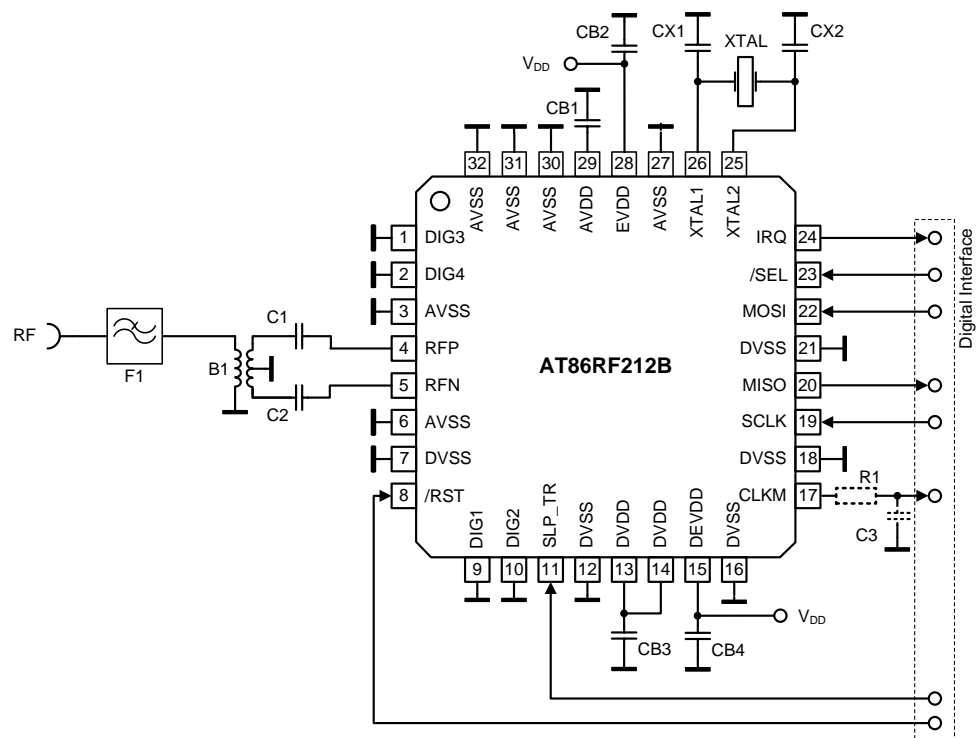 CB2
CX1
XTAL
CX2
VDD
CB1
32 31 30 29 28 27 26 25
AVSS AVSS AVSS AVDD EVDD AVSS XTAL1 XTAL2
1 DIG3
IRQ 24
2 DIG4
/SEL 23
3 AVSS
MOSI 22
RF
F1
B1
C1
C2
4 RFP
DVSS 21
AT86RF212B
5 RFN
MISO 20
6 AVSS
SCLK 19
7 DVSS
DVSS 18
8 /RST
CLKM 17
R1
C3
DIG1 DIG2 SLP_TR DVSS DVDD DVDD DEVDD DVSS
9 10 11 12 13 14 15 16
CB3
CB4
VDD
Digital Interface